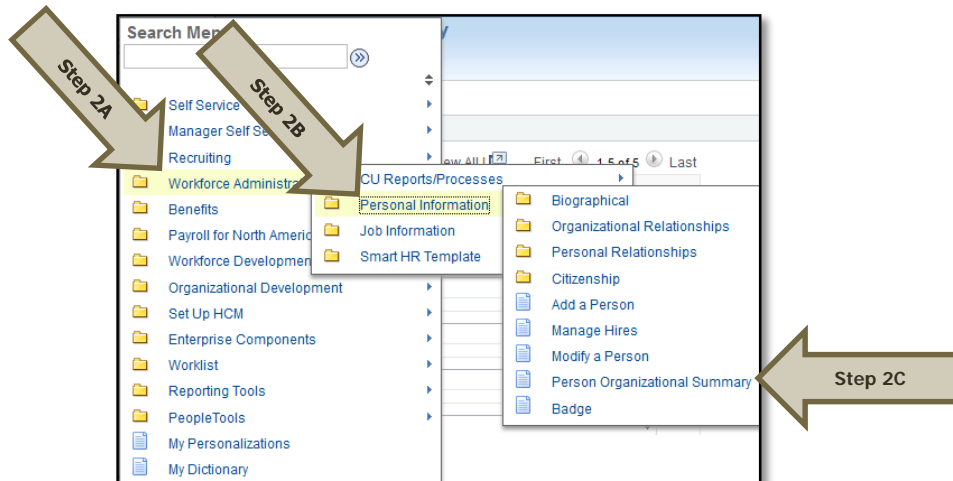 Search Men
y
Step 2A
Step 2B
Self Service
Manager Self Se
Recruiting
ew All
First 1-5 of 5 Last
Workforce Administra
CU Reports/Processes
Benefits
Personal Information
Biographical
Payroll for North Americ
Job Information
Organizational Relationships
Workforce Developmen
Smart HR Template
Personal Relationships
Organizational Development
Citizenship
Set Up HCM
Add a Person
Enterprise Components
Manage Hires
Worklist
Modify a Person
Reporting Tools
Person Organizational Summary
Step 2C
PeopleTools
Badge
My Personalizations
My Dictionary